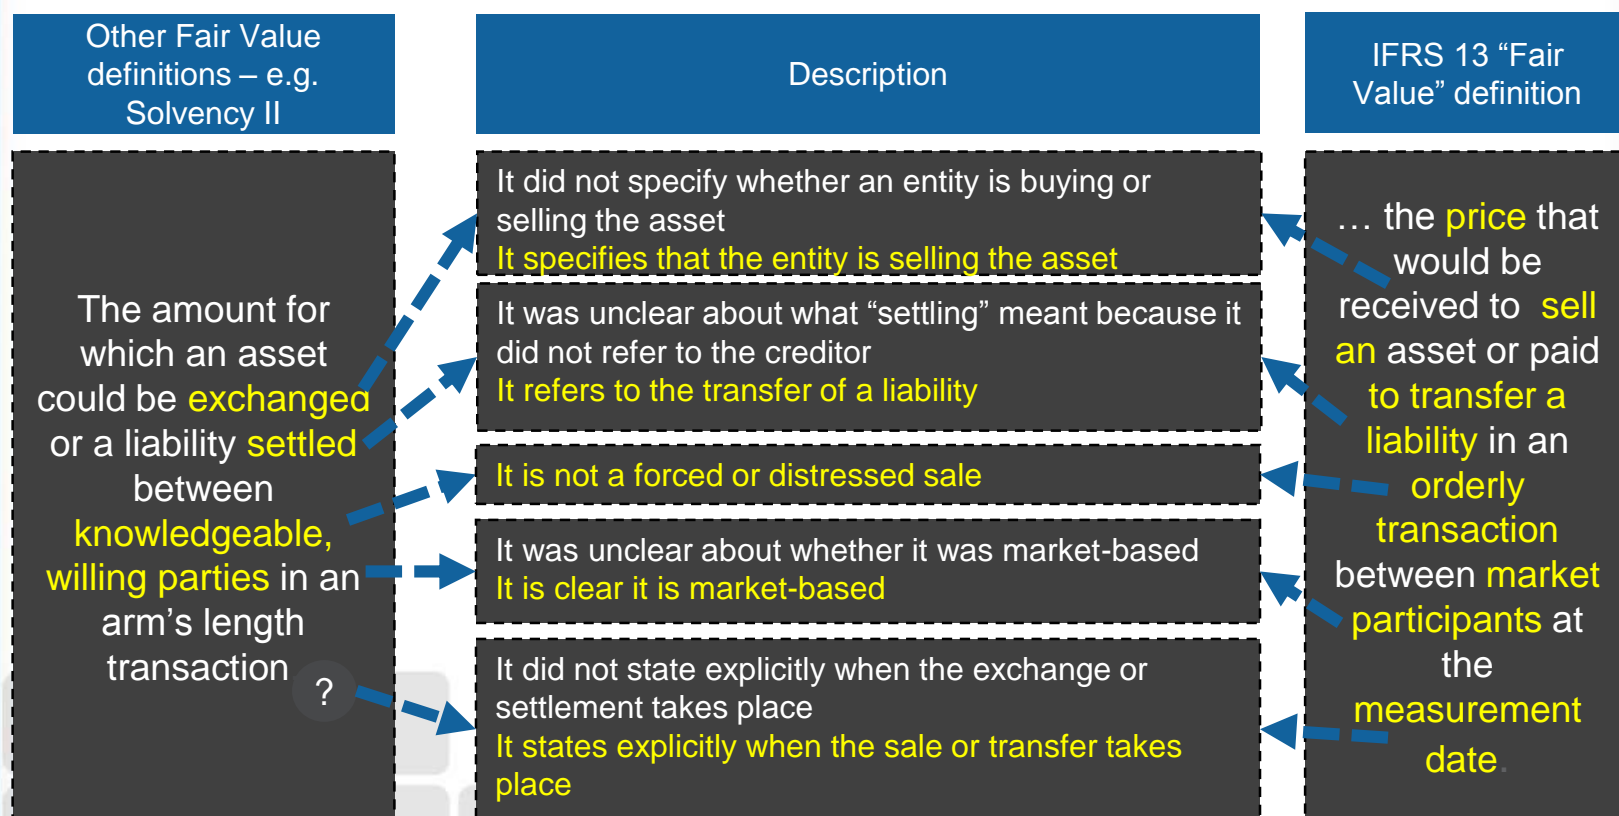 Other Fair Value
definitions – e.g.
Solvency II
Description
IFRS 13 “Fair
Value” definition
The amount for
which an asset
could be exchanged
or a liability settled
between
knowledgeable,
willing parties in an
arm’s length
transaction
?
It did not specify whether an entity is buying or
selling the asset
It specifies that the entity is selling the asset
It was unclear about what “settling” meant because it
did not refer to the creditor
It refers to the transfer of a liability
It is not a forced or distressed sale
It was unclear about whether it was market-based
It is clear it is market-based
It did not state explicitly when the exchange or
settlement takes place
It states explicitly when the sale or transfer takes
place
… the price that
would be
received to sell
an asset or paid
to transfer a
liability in an
orderly
transaction
between market
participants at
the
measurement
date.